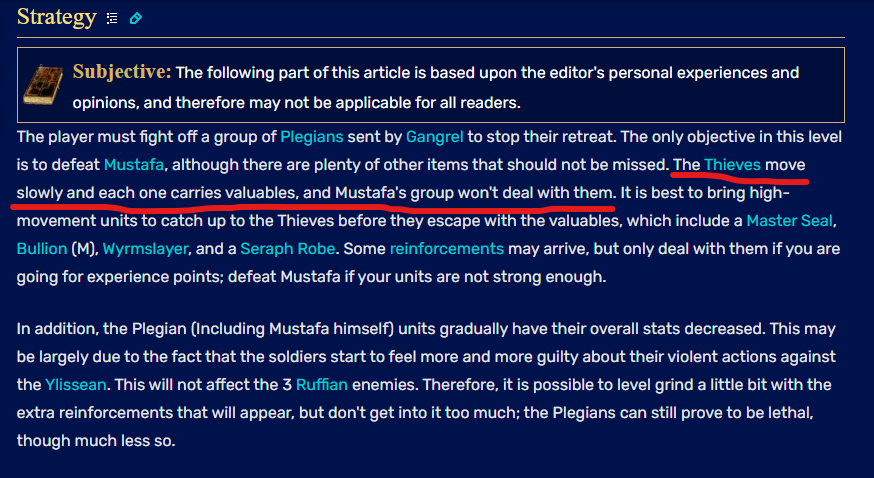 Strategy
Subjective: The following part of this article is based upon the editor's personal experiences and
opinions, and therefore may not be applicable for all readers.
The player must fight off a group of Plegians sent by Gangrel to stop their retreat. The only objective in this level
is to defeat Mustafa, although there are plenty of other items that should not be missed. The Thieves move
slowly and each one carries valuables, and Mustafa's group won't deal with them. It is best to bring high-
movement units to catch up to the Thieves before they escape with the valuables, which include a Master Seal,
Bullion (M), Wyrmslayer, and a Seraph Robe. Some reinforcements may arrive, but only deal with them if you are
going for experience points; defeat Mustafa if your units are not strong enough.
In addition, the Plegian (Including Mustafa himself) units gradually have their overall stats decreased. This may
be largely due to the fact that the soldiers start to feel more and more guilty about their violent actions against
the Ylissean. This will not affect the 3 Ruffian enemies. Therefore, it is possible to level grind a little bit with the
extra reinforcements that will appear, but don't get into it too much; the Plegians can still prove to be lethal,
though much less so.